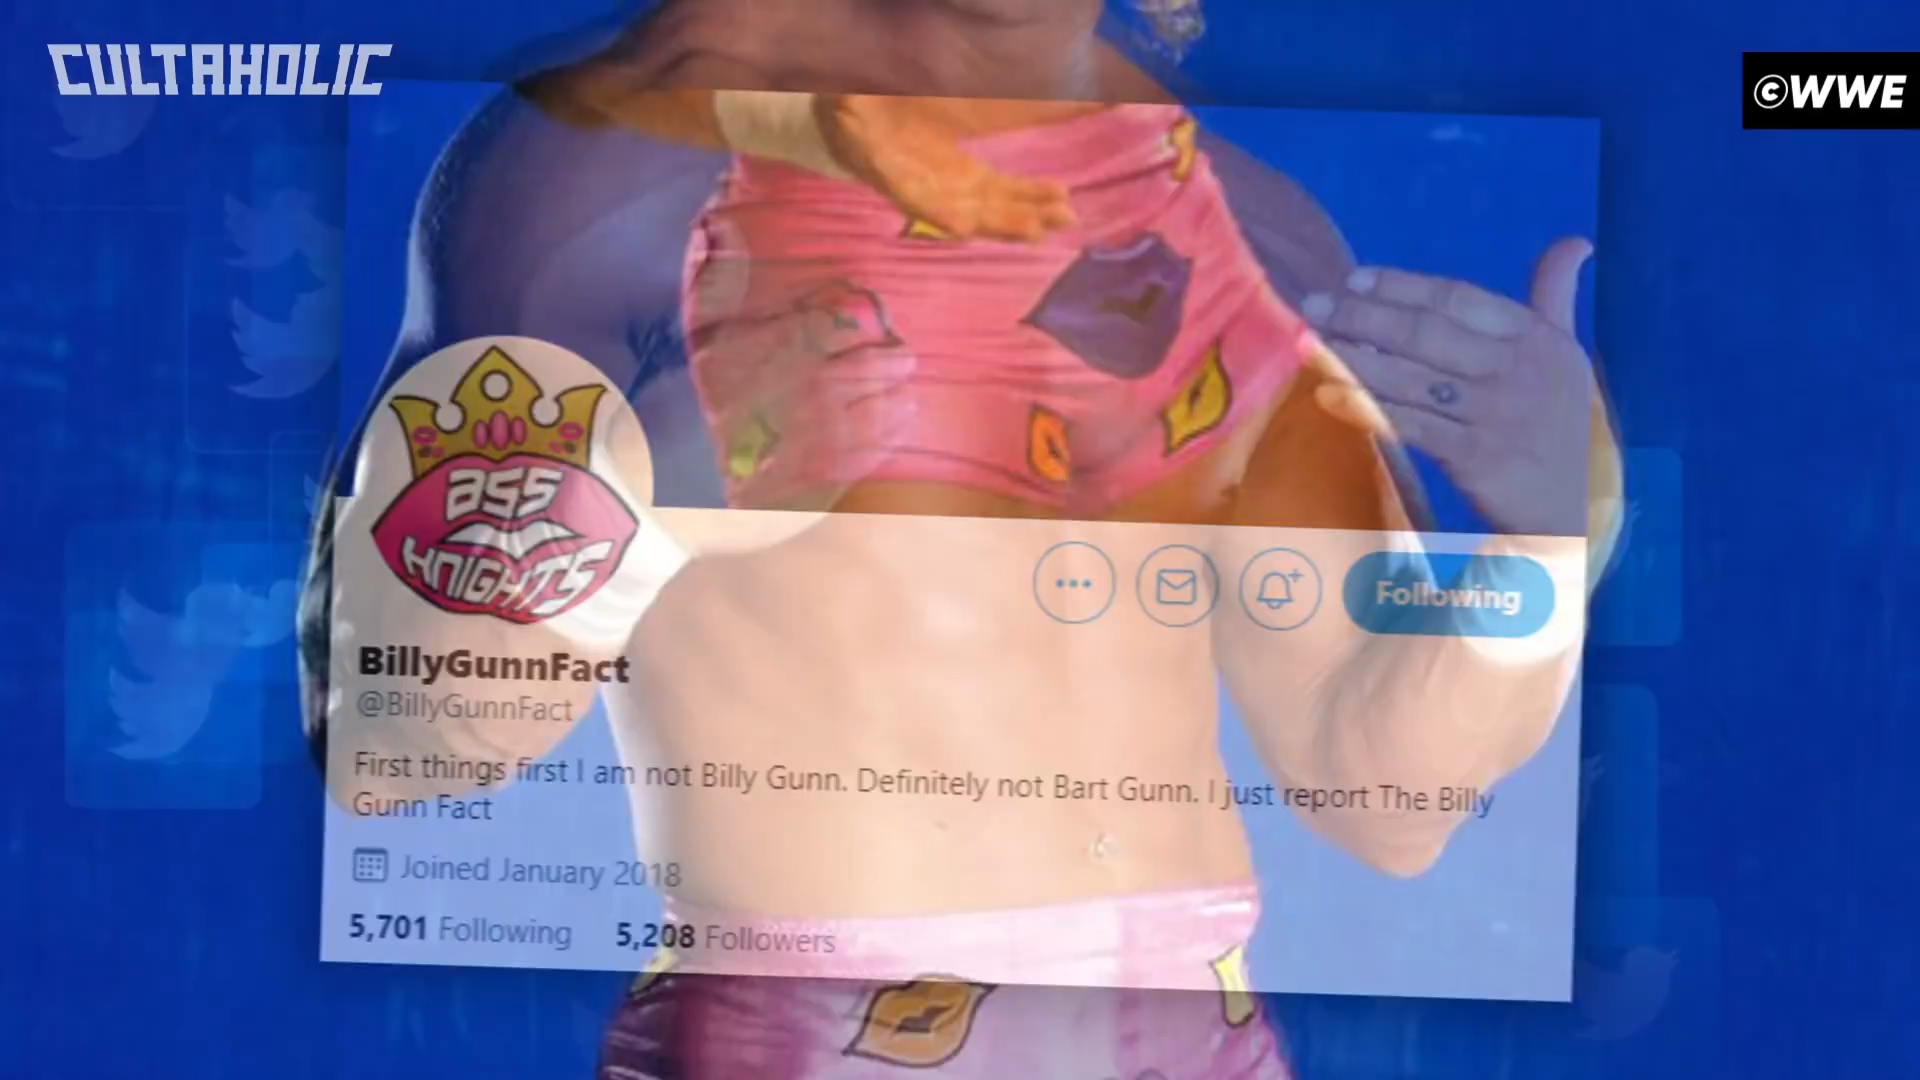 CULTAHOLIC
©WWE
ASS
KNIGHTS
Following
BillyGunnFact
@BillyGunnFact
First things first I am not Billy Gunn. Definitely not Bart Gunn. I just report The Billy
Gunn Fact
Joined January 2018
5,701 Following 5,208 Followers